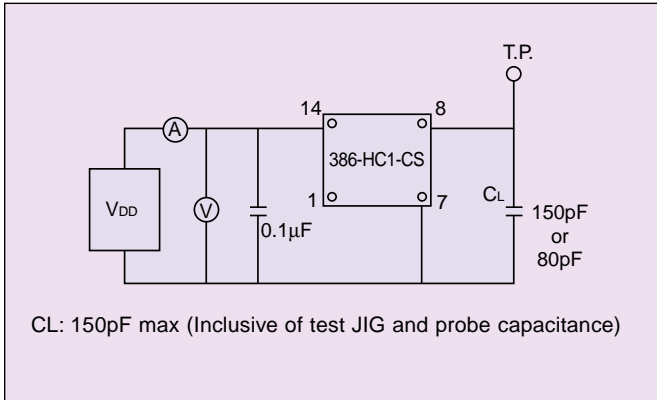 T.P.
14
8
A
386-HC1-CS
VDD
V
1
7
CL
0.1µF
150pF
or
80pF
CL: 150pF max (Inclusive of test JIG and probe capacitance)